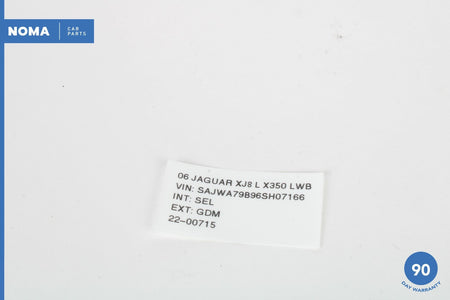 NOMA
CAR
PARTS
06 JAGUAR XJ8 L X350 LWB
VIN: SAJWA79B96SH07166
INT: SEL
EXT: GDM
22-00715
90
DAY WARRANTY